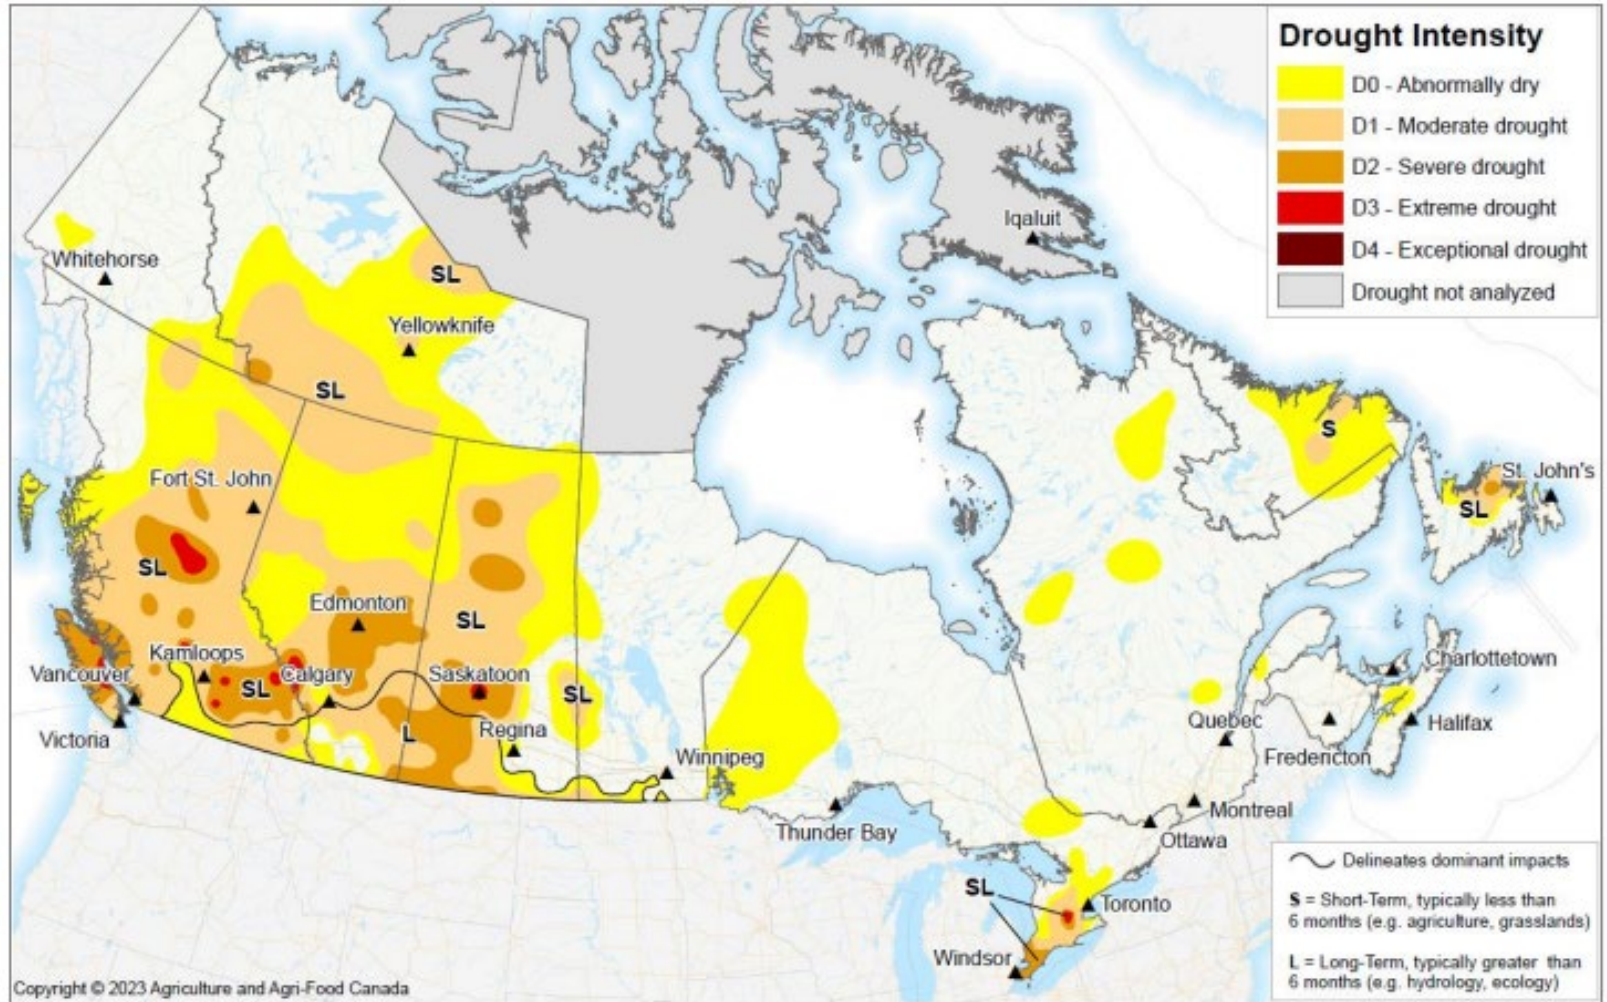 Drought Intensity
D0 - Abnormally dry
D1 - Moderate drought
D2 - Severe drought
D3 - Extreme drought
D4 - Exceptional drought
Drought not analyzed
Iqaluit
Whitehorse
SL
Yellowknife
SL
S
Fort St. John
St. John's
SL
SL
Edmonton
SL
Kamloops
Vancouver
SL
Calgary
Saskatoon
SL
Charlottetown
Victoria
L
Regina
Quebec
Halifax
Winnipeg
Fredericton
Thunder Bay
Montreal
Ottawa
SL
Toronto
Windsor
Delineates dominant impacts
S = Short-Term, typically less than
6 months (e.g. agriculture, grasslands)
L = Long-Term, typically greater than
6 months (e.g. hydrology, ecology)
Copyright © 2023 Agriculture and Agri-Food Canada